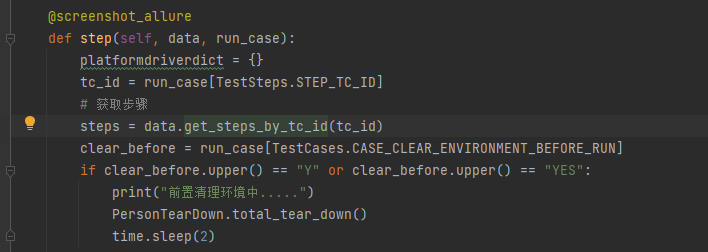 @screenshot_allure
def step(self, data, run_case):
platformdriverdict = {}
tc_id = run_case[TestSteps.STEP_TC_ID]
# 获取步骤
steps = data.get_steps_by_tc_id(tc_id)
clear_before = run_case[TestCases.CASE_CLEAR_ENVIRONMENT_BEFORE_RUN]
if clear_before.upper() == "Y" or clear_before.upper() == "YES":
print("前置清理环境中.....")
PersonTearDown.total_tear_down()
time.sleep(2)